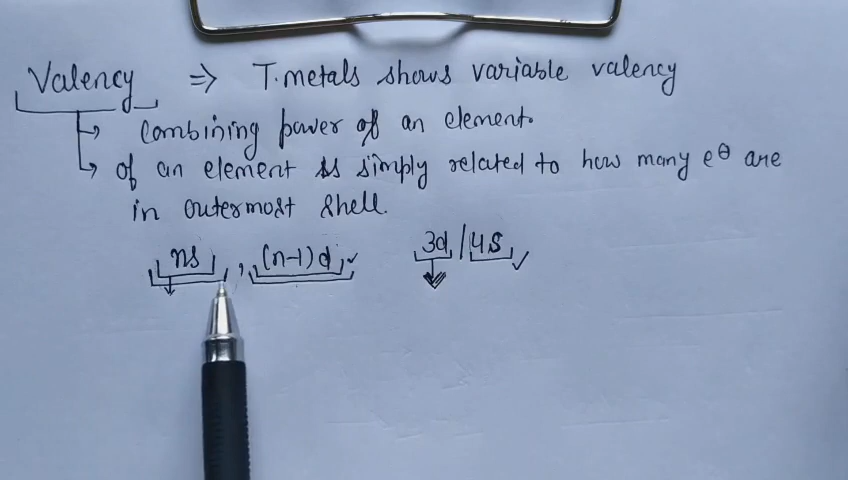 Valency ⇒ T.metals shows variable valency
↳ Combining power of an element.
↳ of an element is simply related to how many e⊖ are
in outermost shell.
ns , (n-1)d ✓ 3d/4s ✓